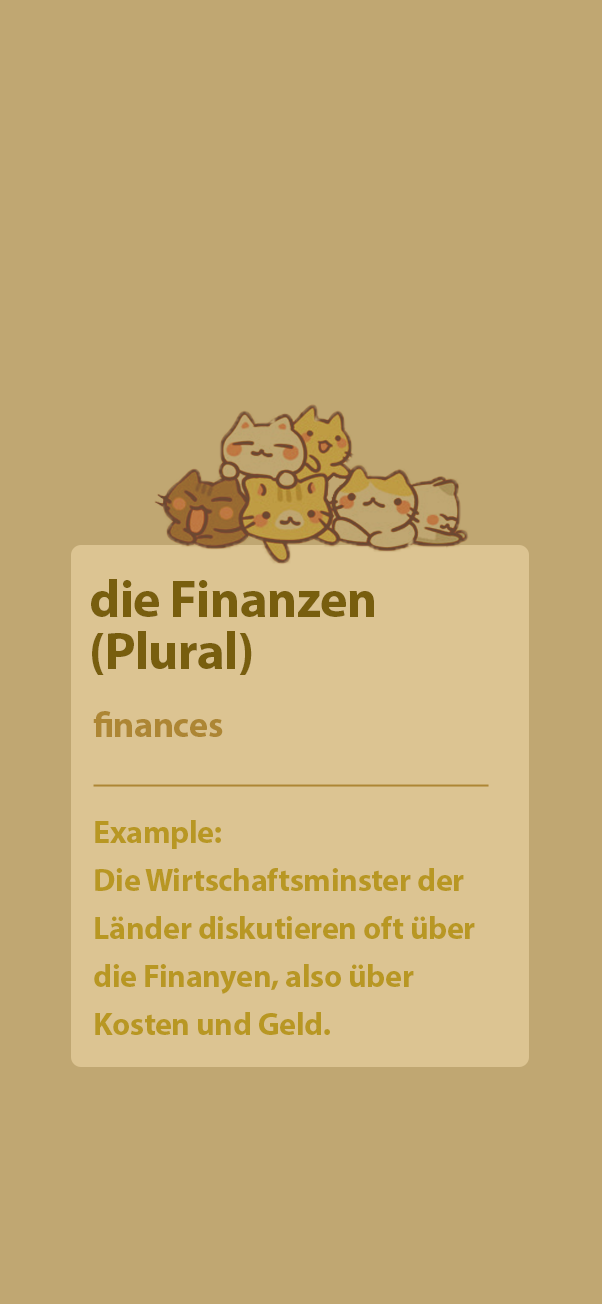 die Finanzen
(Plural)
finances
Example:
Die Wirtschaftsminster der
Länder diskutieren oft über
die Finanyen, also über
Kosten und Geld.